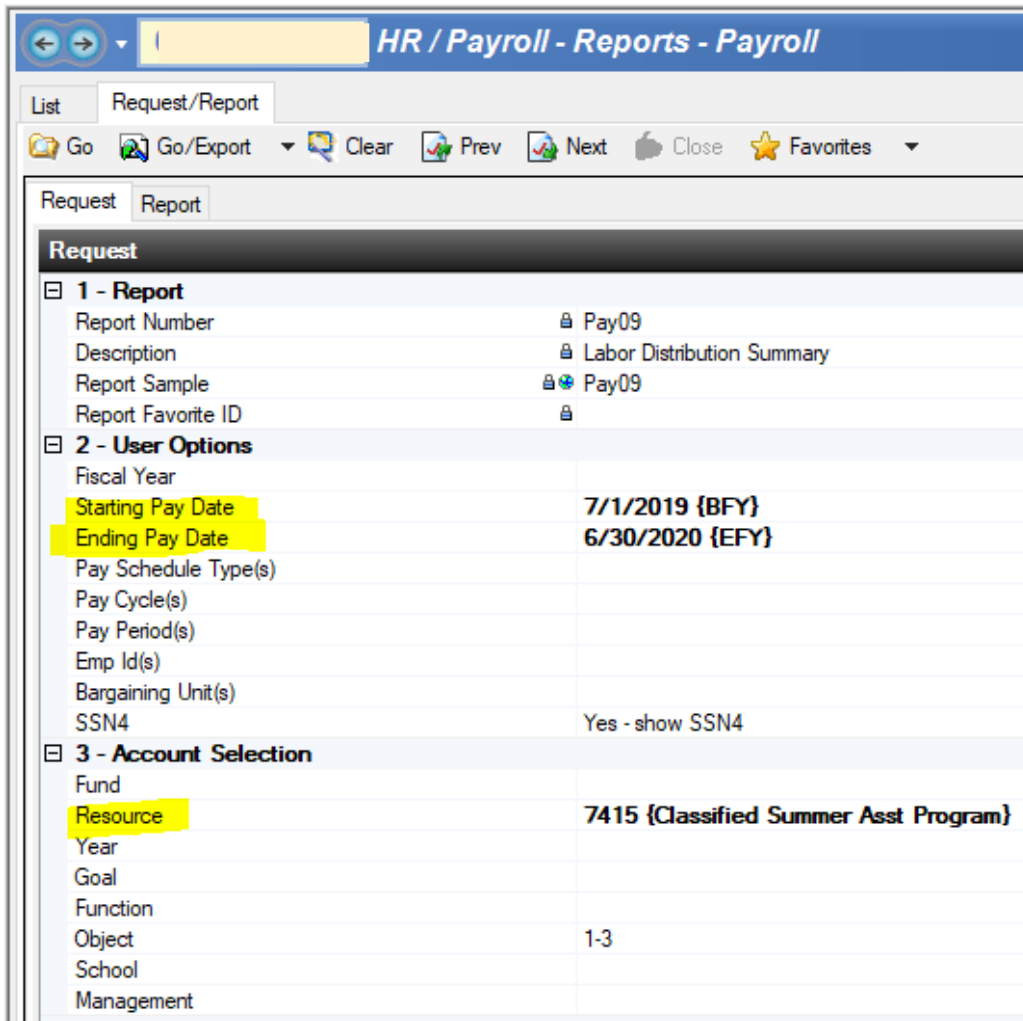 HR / Payroll - Reports - Payroll
List Request/Report
Go Go/Export Clear Prev Next Close Favorites
Request Report
Request
1 - Report
Report Number Pay09
Description Labor Distribution Summary
Report Sample Pay09
Report Favorite ID
2 - User Options
Fiscal Year
Starting Pay Date 7/1/2019 {BFY}
Ending Pay Date 6/30/2020 {EFY}
Pay Schedule Type(s)
Pay Cycle(s)
Pay Period(s)
Emp Id(s)
Bargaining Unit(s)
SSN4 Yes - show SSN4
3 - Account Selection
Fund
Resource 7415 {Classified Summer Asst Program}
Year
Goal
Function
Object 1-3
School
Management